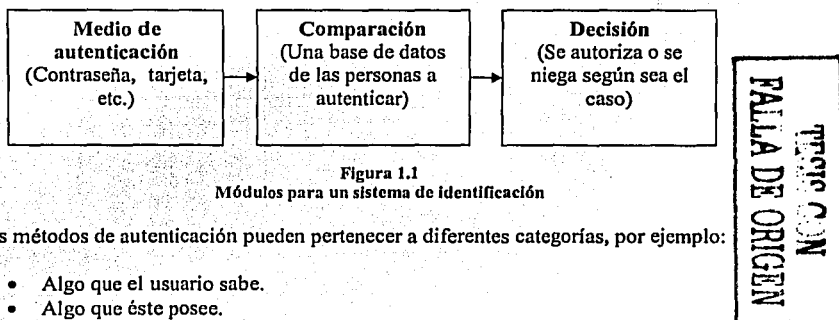 Medio de
autenticación
(Contraseña, tarjeta,
etc.)
Comparación
(Una base de datos
de las personas a
autenticar)
Decisión
(Se autoriza o se
niega según sea el
caso)
Figura 1.1
Módulos para un sistema de identificación
s métodos de autenticación pueden pertenecer a diferentes categorías, por ejemplo:
• Algo que el usuario sabe.
• Algo que éste posee.
TESIS CON
FALLA DE ORIGEN